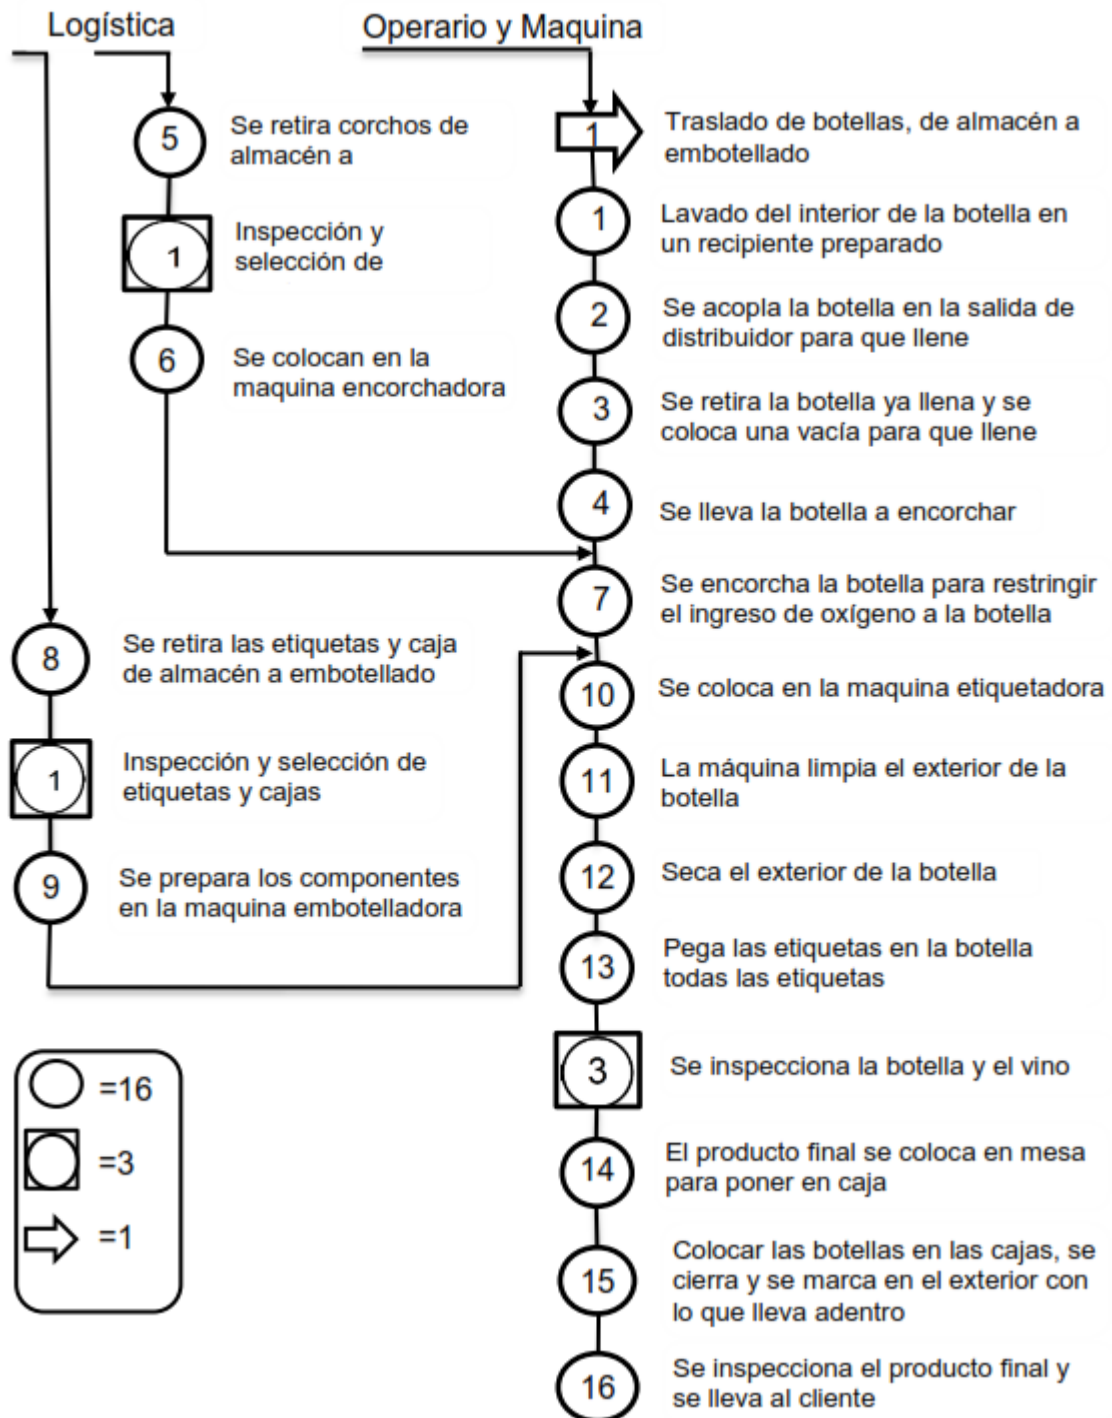 Logística
Operario y Maquina
5
Se retira corchos de
almacén a
1
Inspección y
selección de
6
Se colocan en la
maquina encorchadora
8
Se retira las etiquetas y caja
de almacén a embotellado
1
Inspección y selección de
etiquetas y cajas
9
Se prepara los componentes
en la maquina embotelladora
=16
=3
=1
1
Traslado de botellas, de almacén a
embotellado
1
Lavado del interior de la botella en
un recipiente preparado
2
Se acopla la botella en la salida de
distribuidor para que llene
3
Se retira la botella ya llena y se
coloca una vacía para que llene
4
Se lleva la botella a encorchar
7
Se encorcha la botella para restringir
el ingreso de oxígeno a la botella
10
Se coloca en la maquina etiquetadora
11
La máquina limpia el exterior de la
botella
12
Seca el exterior de la botella
13
Pega las etiquetas en la botella
todas las etiquetas
3
Se inspecciona la botella y el vino
14
El producto final se coloca en mesa
para poner en caja
15
Colocar las botellas en las cajas, se
cierra y se marca en el exterior con
lo que lleva adentro
16
Se inspecciona el producto final y
se lleva al cliente